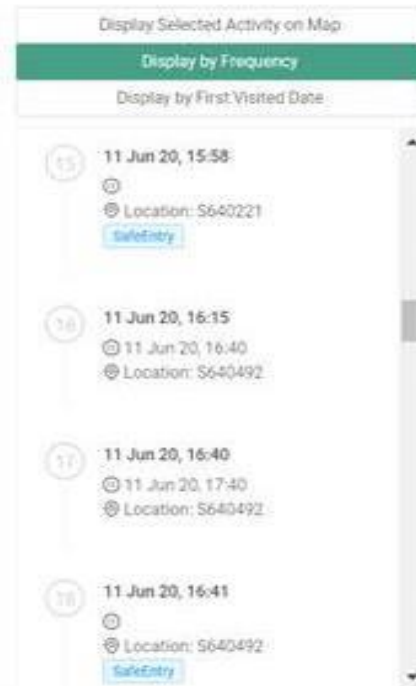 Display Selected Activity on Map
Display by Frequency
Display by First Visited Date
15
11 Jun 20, 15:58
Location: S640221
SafeEntry
16
11 Jun 20, 16:15
11 Jun 20, 16:40
Location: S640492
17
11 Jun 20, 16:40
11 Jun 20, 17:40
Location: S640492
18
11 Jun 20, 16:41
Location: S640492
SafeEntry